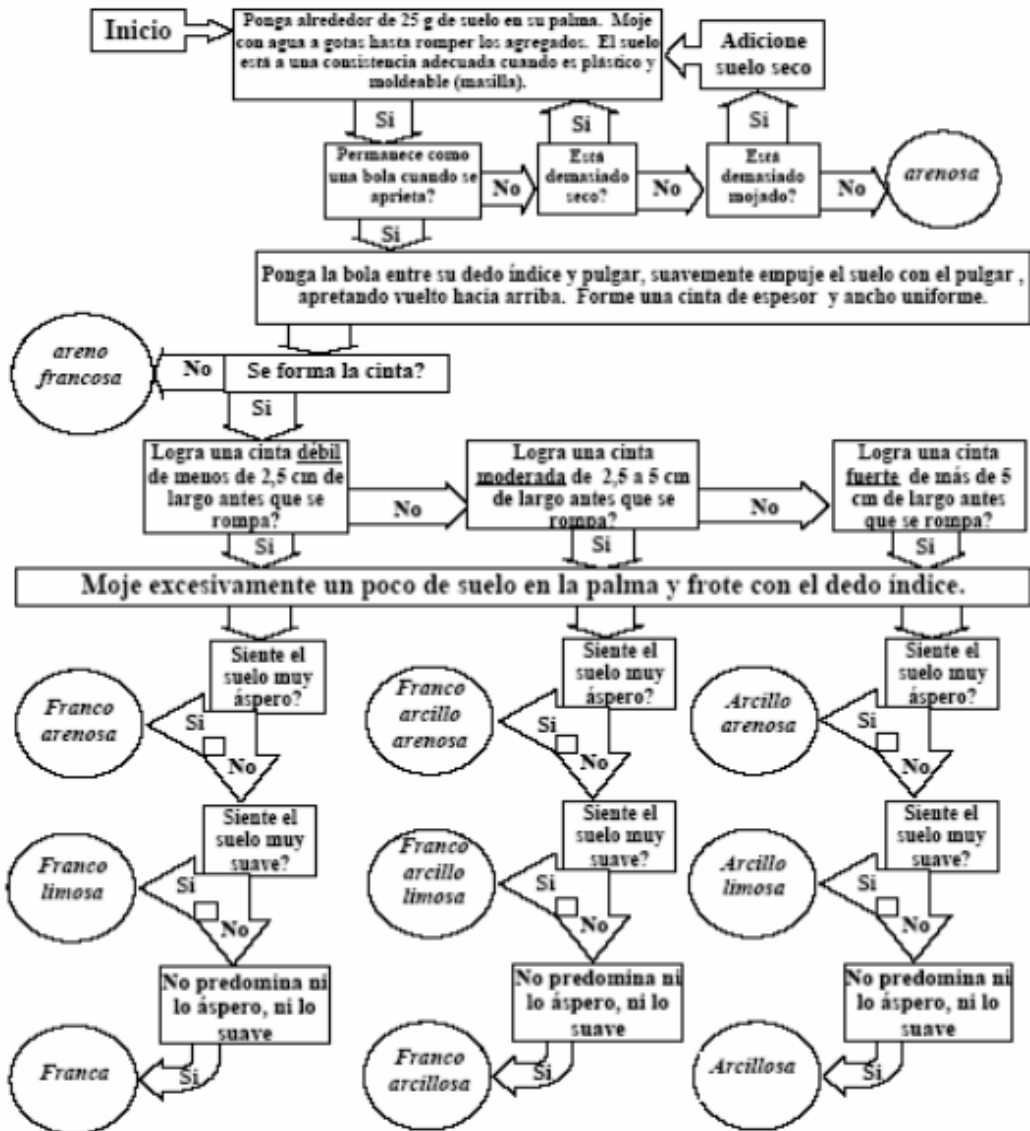 Inicio
Ponga alrededor de 25 g de suelo en su palma. Moje
con agua a gotas hasta romper los agregados. El suelo
está a una consistencia adecuada cuando es plástico y
moldeable (masilla).
Adicione
suelo seco
Si
Si
Si
Permanece como
una bola cuando se
aprieta?
No
Está
demasiado
seco?
No
Está
demasiado
mojado?
No
arenosa
Si
Ponga la bola entre su dedo índice y pulgar, suavemente empuje el suelo con el pulgar ,
apretando vuelto hacia arriba. Forme una cinta de espesor y ancho uniforme.
areno
francosa
No
Se forma la cinta?
Si
Logra una cinta débil
de menos de 2,5 cm de
largo antes que se
rompa?
No
Logra una cinta
moderada de 2,5 a 5 cm
de largo antes que se
rompa?
No
Logra una cinta
fuerte de más de 5
cm de largo antes
que se rompa?
Si
Si
Si
Moje excesivamente un poco de suelo en la palma y frote con el dedo índice.
Siente el
suelo muy
áspero?
Si
No
Franco
arenosa
Siente el
suelo muy
áspero?
Si
No
Franco
arcillo
arenosa
Siente el
suelo muy
áspero?
Si
No
Arcillo
arenosa
Siente el
suelo muy
suave?
Si
No
Franco
limosa
Siente el
suelo muy
suave?
Si
No
Franco
arcillo
limosa
Siente el
suelo muy
suave?
Si
No
Arcillo
limosa
No predomina ni
lo áspero, ni lo
suave
Si
Franca
No predomina ni
lo áspero, ni lo
suave
Si
Franco
arcillosa
No predomina ni
lo áspero, ni lo
suave
Si
Arcillosa